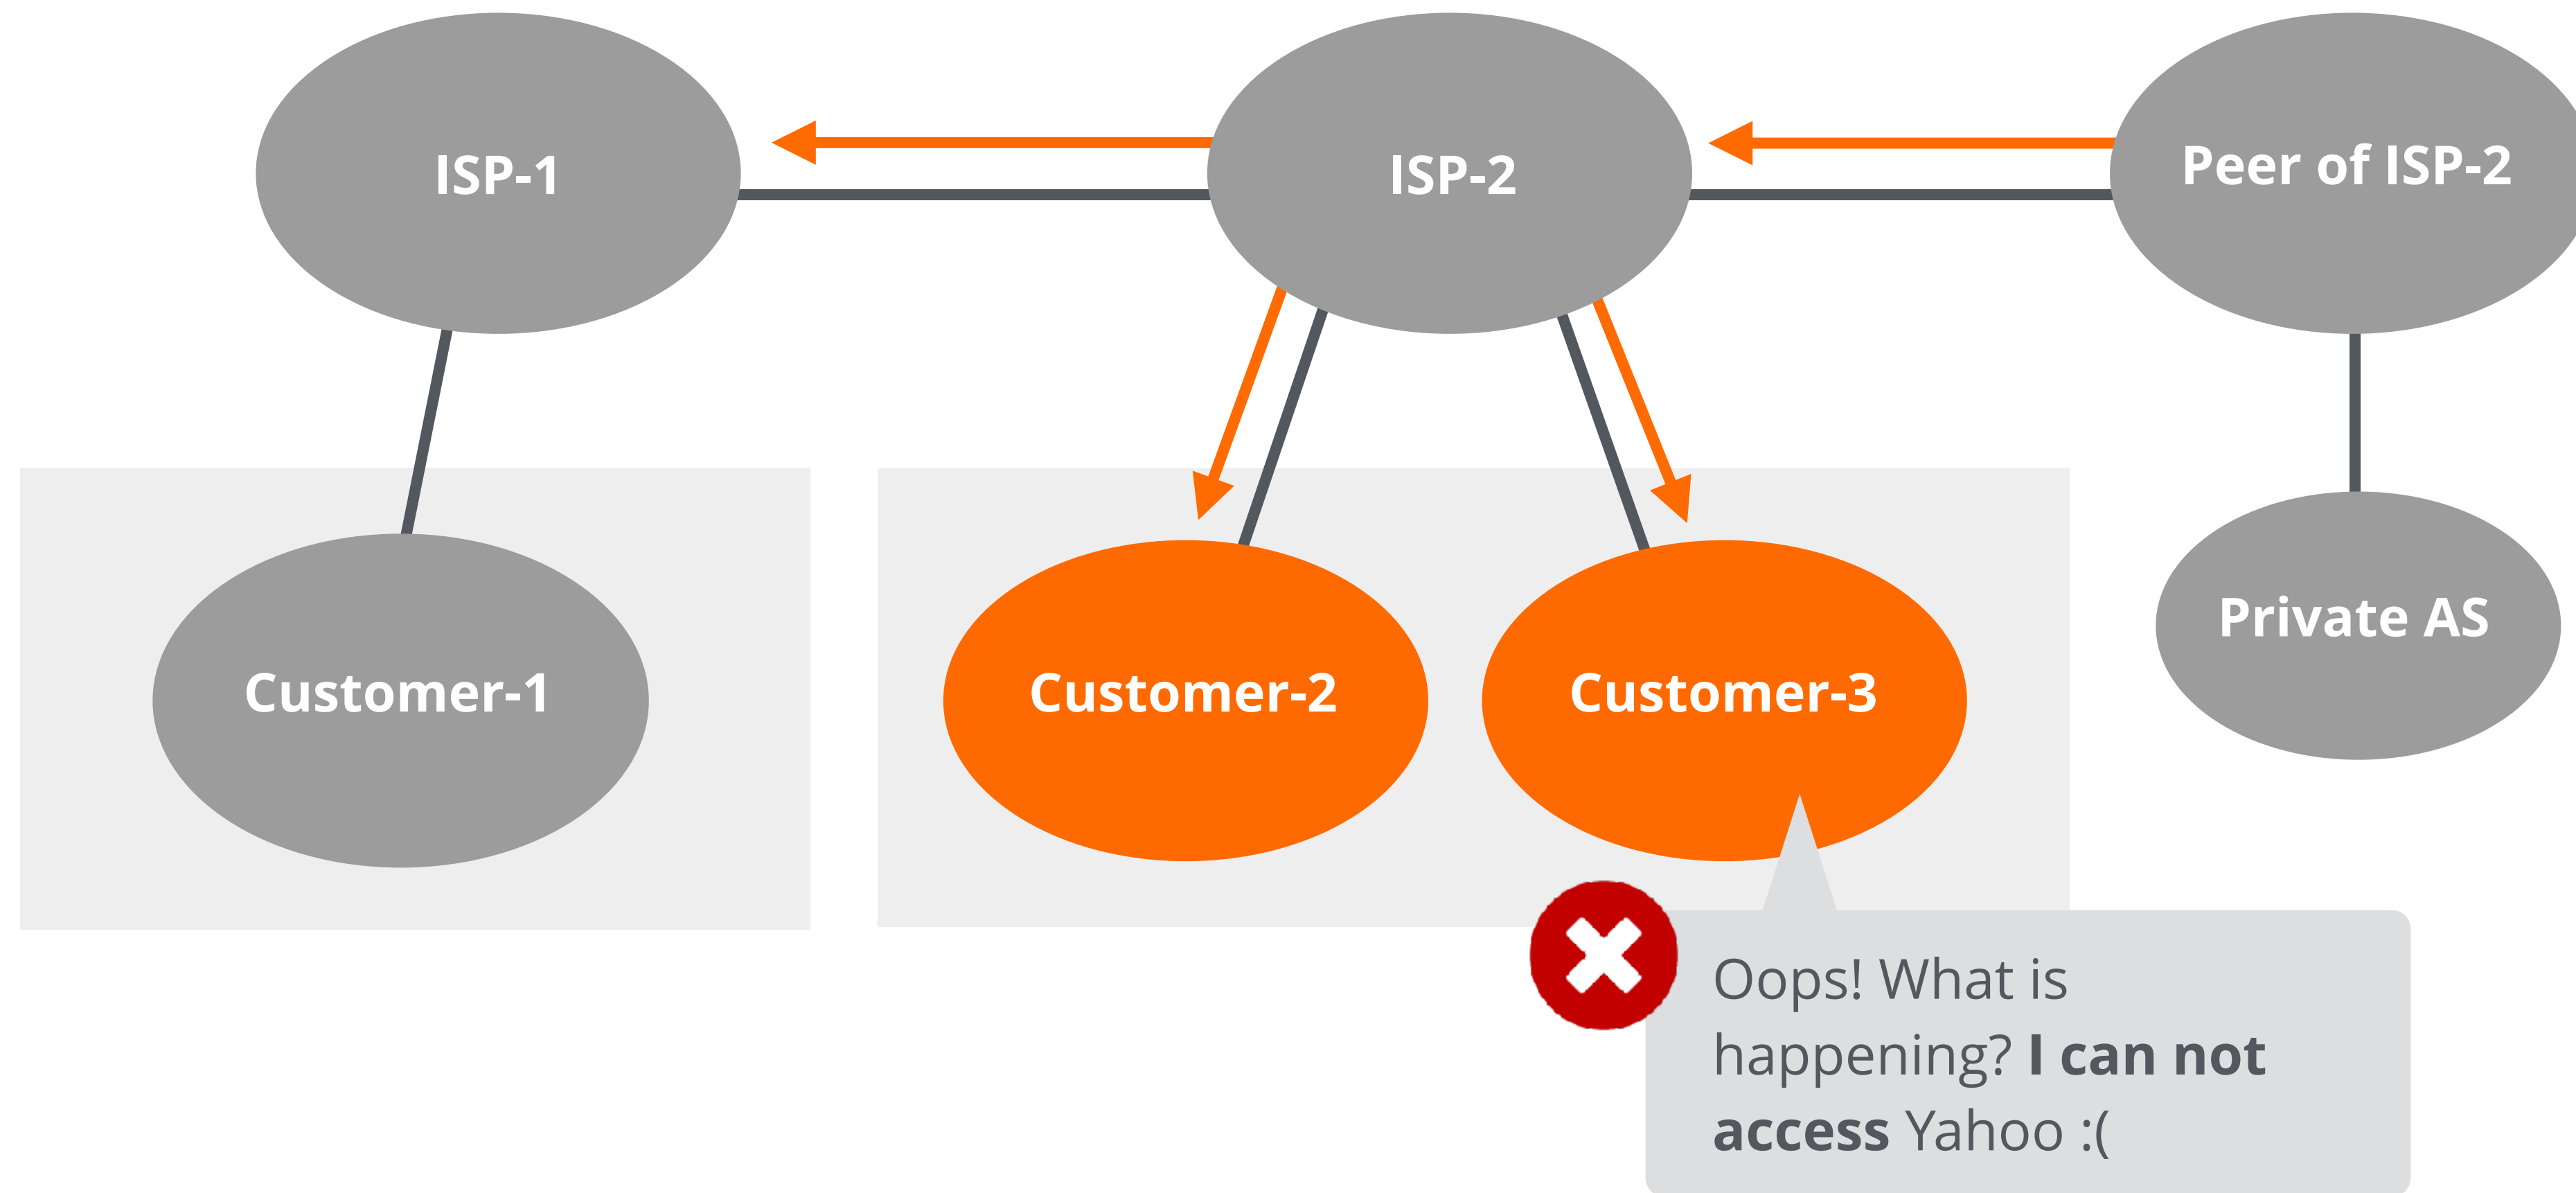 ISP-1
ISP-2
Peer of ISP-2
Private AS
Customer-1
Customer-2
Customer-3
Oops! What is
happening? I can not
access Yahoo :(